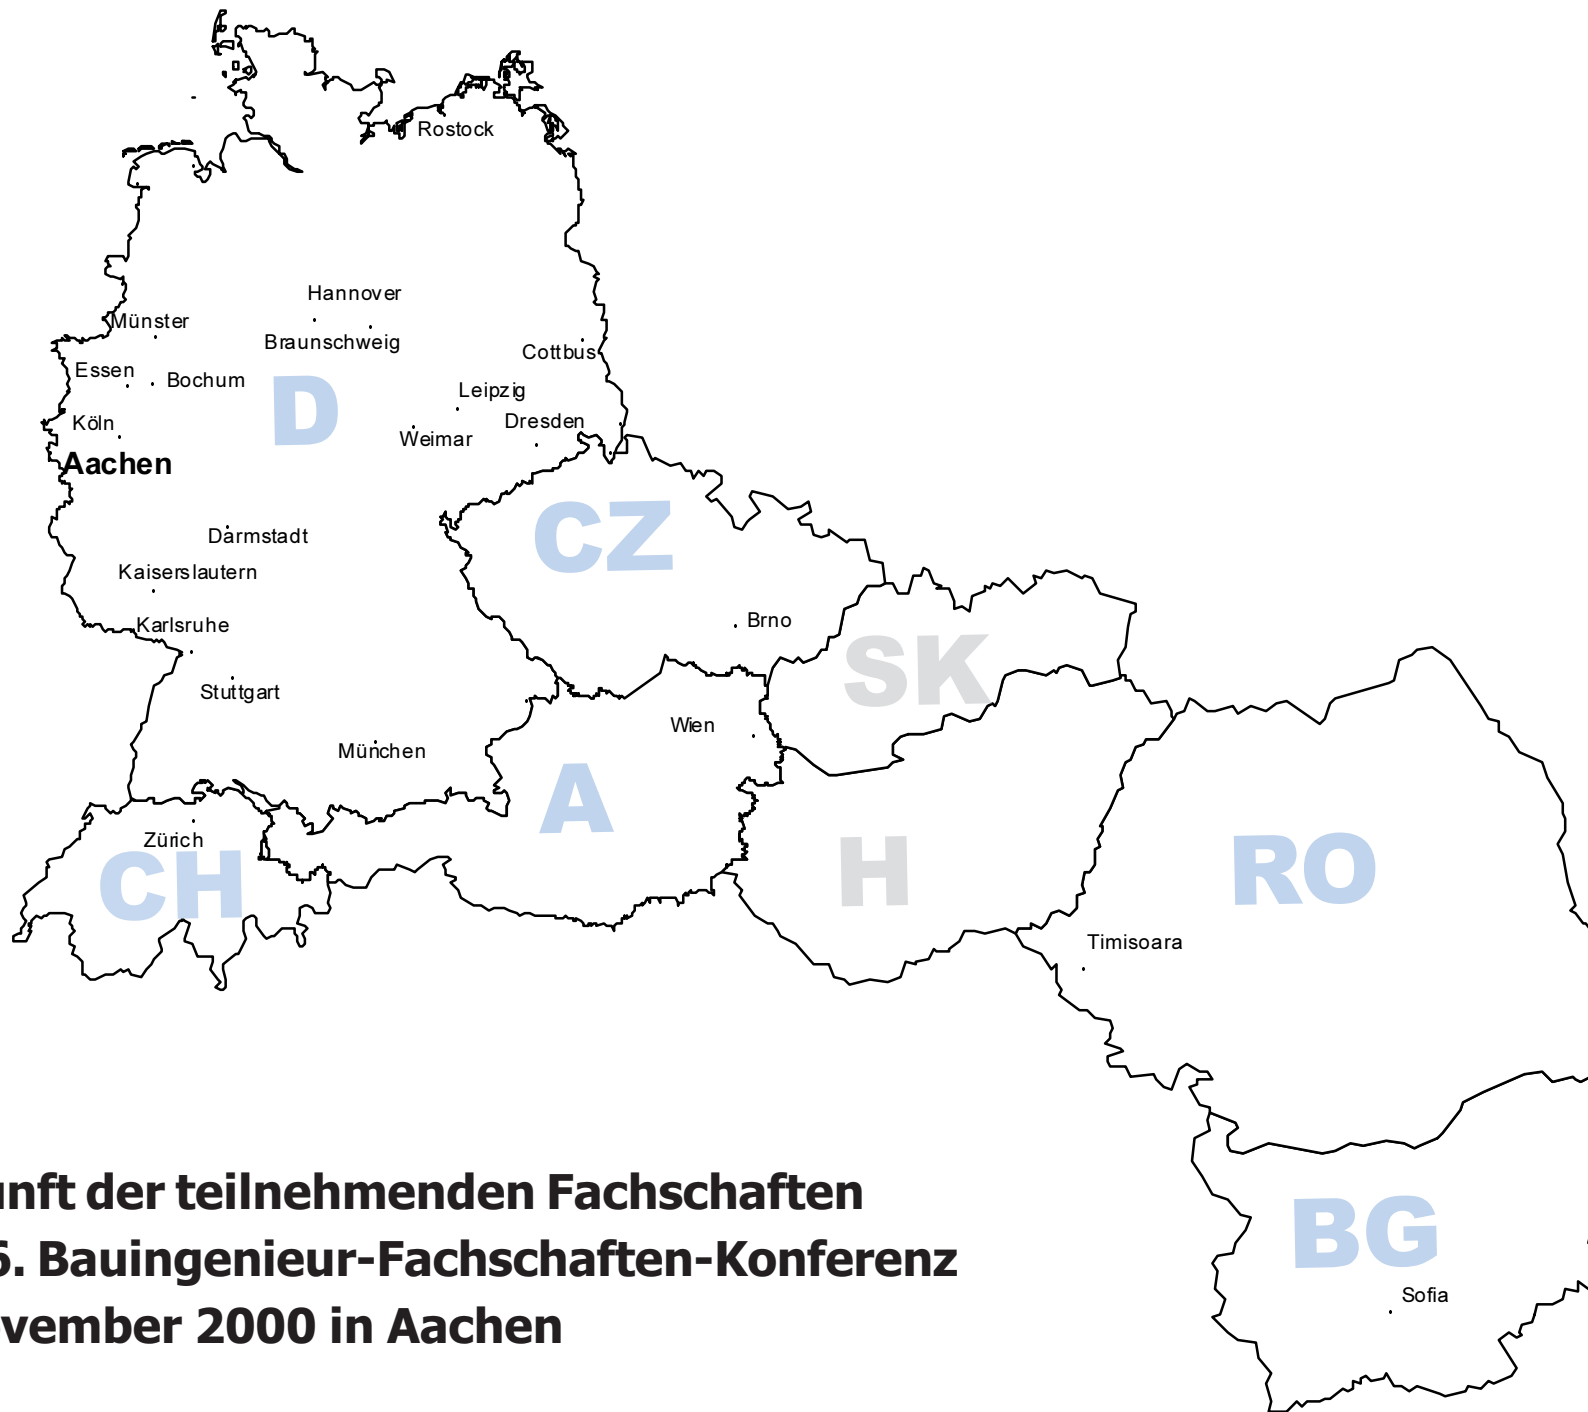 Rostock
Hannover
Münster
Braunschweig
Cottbus
Essen
Bochum
Leipzig
D
Köln
Dresden
Weimar
Aachen
CZ
Darmstadt
Kaiserslautern
Brno
Karlsruhe
SK
Stuttgart
Wien
München
A
Zürich
CH
H
RO
Timisoara
unft der teilnehmenden Fachschaften
6. Bauingenieur-Fachschaften-Konferenz
vember 2000 in Aachen
BG
Sofia